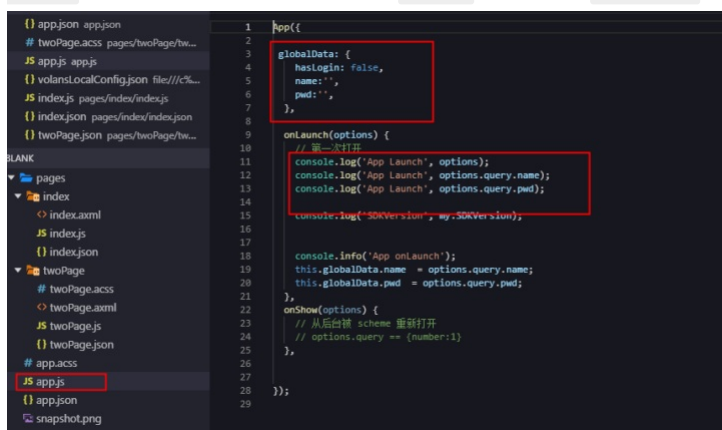 {} app.json app.json
# twoPage.acss pages/twoPage/tw...
JS app.js app.js
{} volansLocalConfig.json file:///c%...
JS index.js pages/index/index.js
{} index.json pages/index/index.json
{} twoPage.json pages/twoPage/tw...
BLANK
pages
index
<> index.axml
JS index.js
{} index.json
twoPage
# twoPage.acss
<> twoPage.axml
JS twoPage.js
{} twoPage.json
# app.acss
JS app.js
{} app.json
snapshot.png
1 App({
2
3 globalData: {
4 hasLogin: false,
5 name:'',
6 pwd:'',
7 },
8
9 onLaunch(options) {
10 // 第一次打开
11 console.log('App Launch', options);
12 console.log('App Launch', options.query.name);
13 console.log('App Launch', options.query.pwd);
14
15 console.log('SDKVersion', my.SDKVersion);
16
17
18 console.info('App onLaunch');
19 this.globalData.name = options.query.name;
20 this.globalData.pwd = options.query.pwd;
21 },
22 onShow(options) {
23 // 从后台被 scheme 重新打开
24 // options.query == {number:1}
25 },
26
27
28 });
29